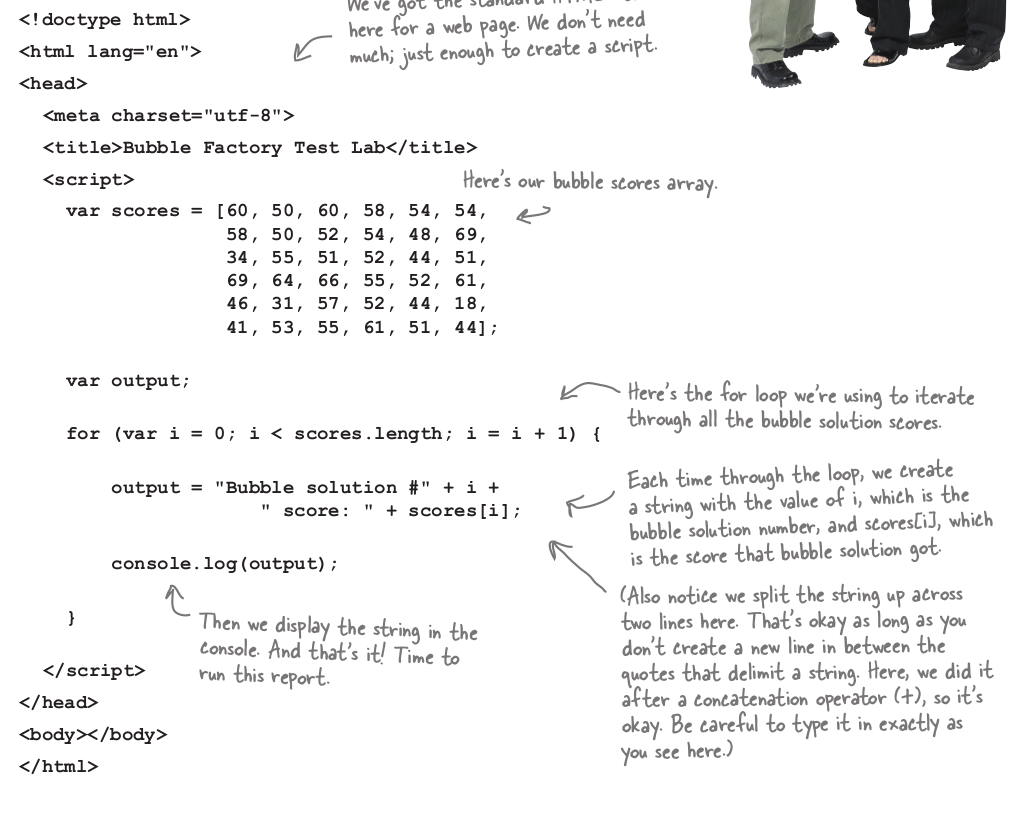 We've got the standard
here for a web page. We don't need
much; just enough to create a script.
<!doctype html>
<html lang="en">
<head>
<meta charset="utf-8">
<title>Bubble Factory Test Lab</title>
<script>
Here's our bubble scores array.
var scores = [60, 50, 60, 58, 54, 54,
58, 50, 52, 54, 48, 69,
34, 55, 51, 52, 44, 51,
69, 64, 66, 55, 52, 61,
46, 31, 57, 52, 44, 18,
41, 53, 55, 61, 51, 44];
var output;
Here's the for loop we're using to iterate
through all the bubble solution scores.
for (var i = 0; i < scores.length; i = i + 1) {
output = "Bubble solution #" + i +
" score: " + scores[i];
Each time through the loop, we create
a string with the value of i, which is the
bubble solution number, and scores[i], which
is the score that bubble solution got.
console.log(output);
(Also notice we split the string up across
two lines here. That's okay as long as you
don't create a new line in between the
quotes that delimit a string. Here, we did it
after a concatenation operator (+), so it's
okay. Be careful to type it in exactly as
you see here.)
}
Then we display the string in the
console. And that's it! Time to
run this report.
</script>
</head>
<body></body>
</html>